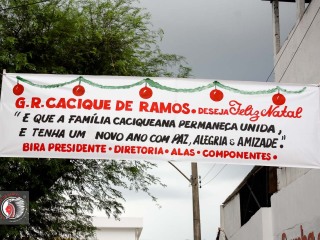 G.R. CACIQUE DE RAMOS • DESEJA Feliz Natal
"E QUE A FAMÍLIA CACIQUEANA PERMANEÇA UNIDA,
E TENHA UM NOVO ANO COM PAZ, ALEGRIA & AMIZADE."
BIRA PRESIDENTE • DIRETORIA • ALAS • COMPONENTES •